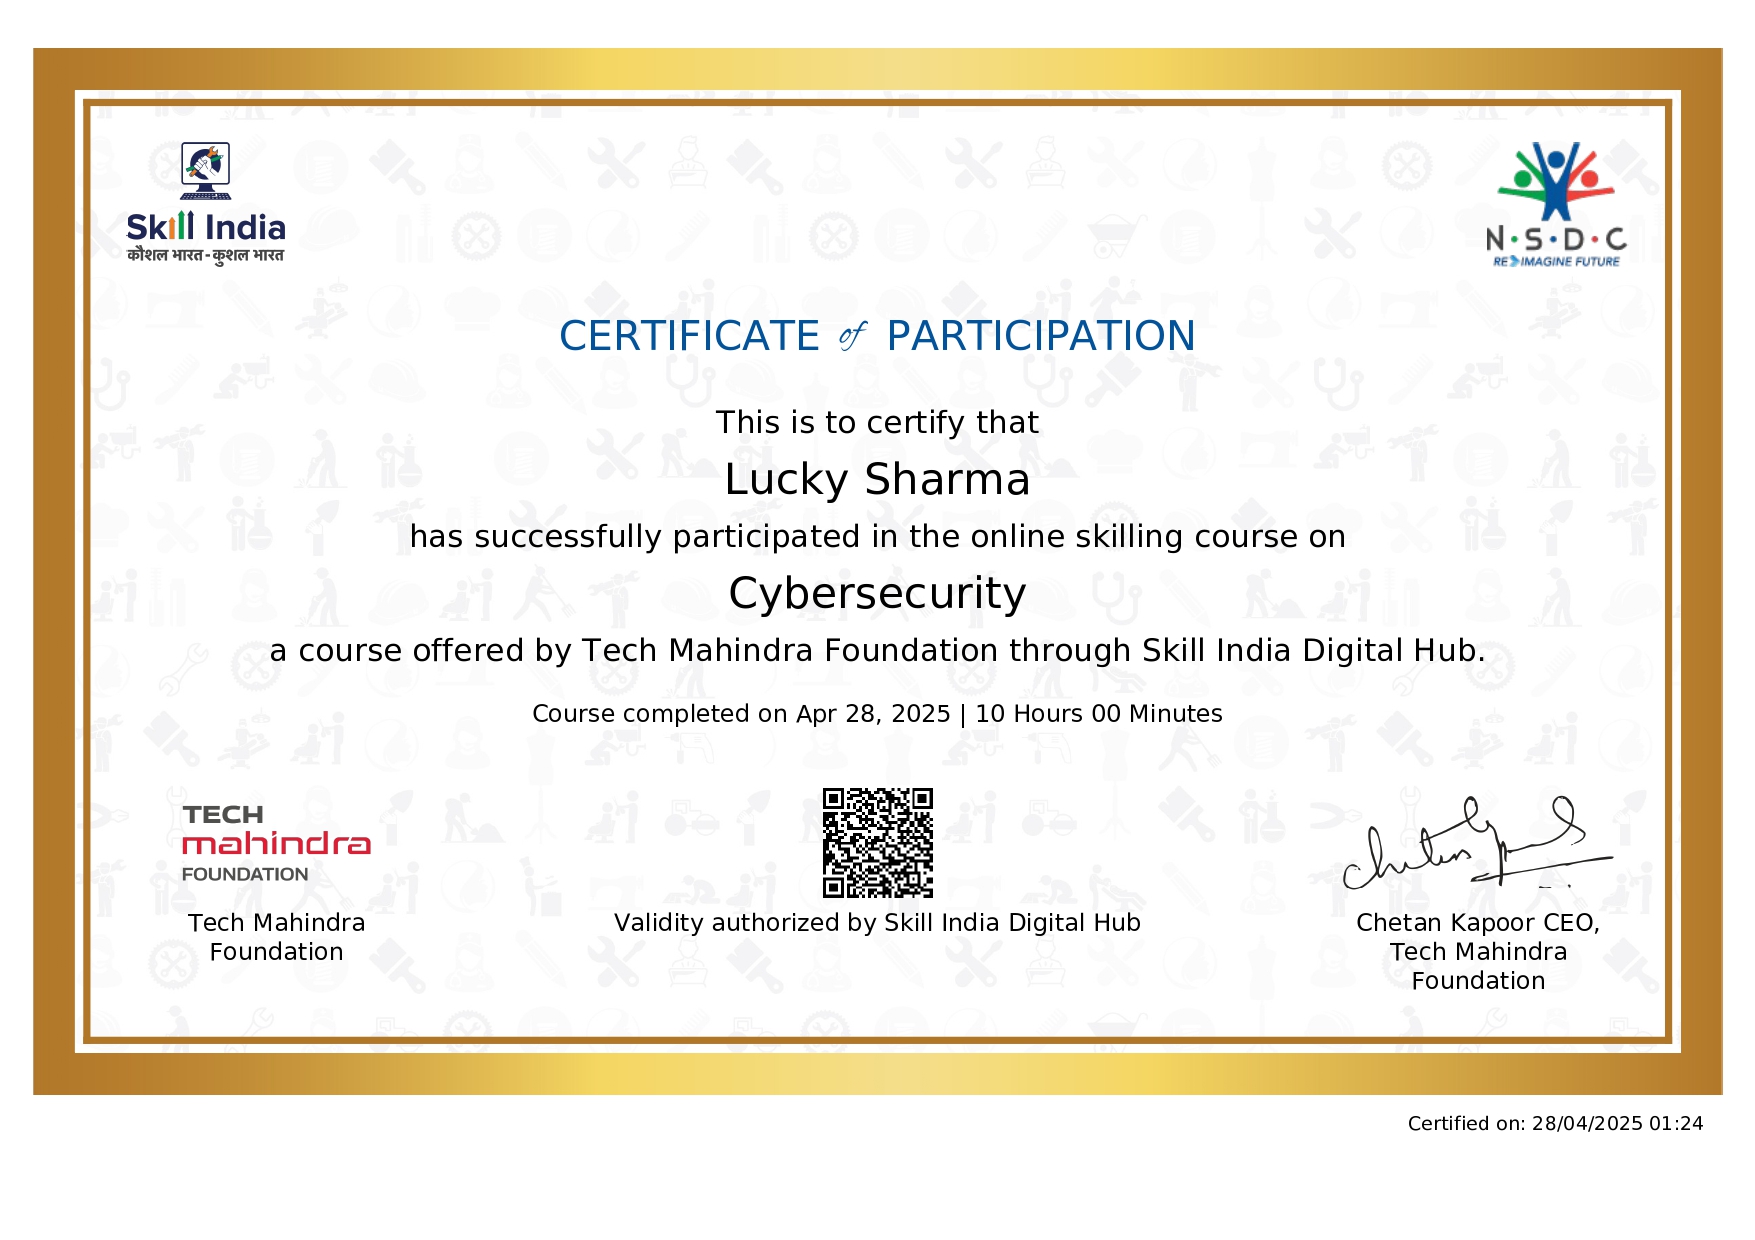 Skill India
कौशल भारत-कुशल भारत
N·S·D·C
RE IMAGINE FUTURE
CERTIFICATE of PARTICIPATION
This is to certify that
Lucky Sharma
has successfully participated in the online skilling course on
Cybersecurity
a course offered by Tech Mahindra Foundation through Skill India Digital Hub.
Course completed on Apr 28, 2025 | 10 Hours 00 Minutes
TECH
mahindra
FOUNDATION
Tech Mahindra
Foundation
Validity authorized by Skill India Digital Hub
Chetan Kapoor CEO,
Tech Mahindra
Foundation
Certified on: 28/04/2025 01:24